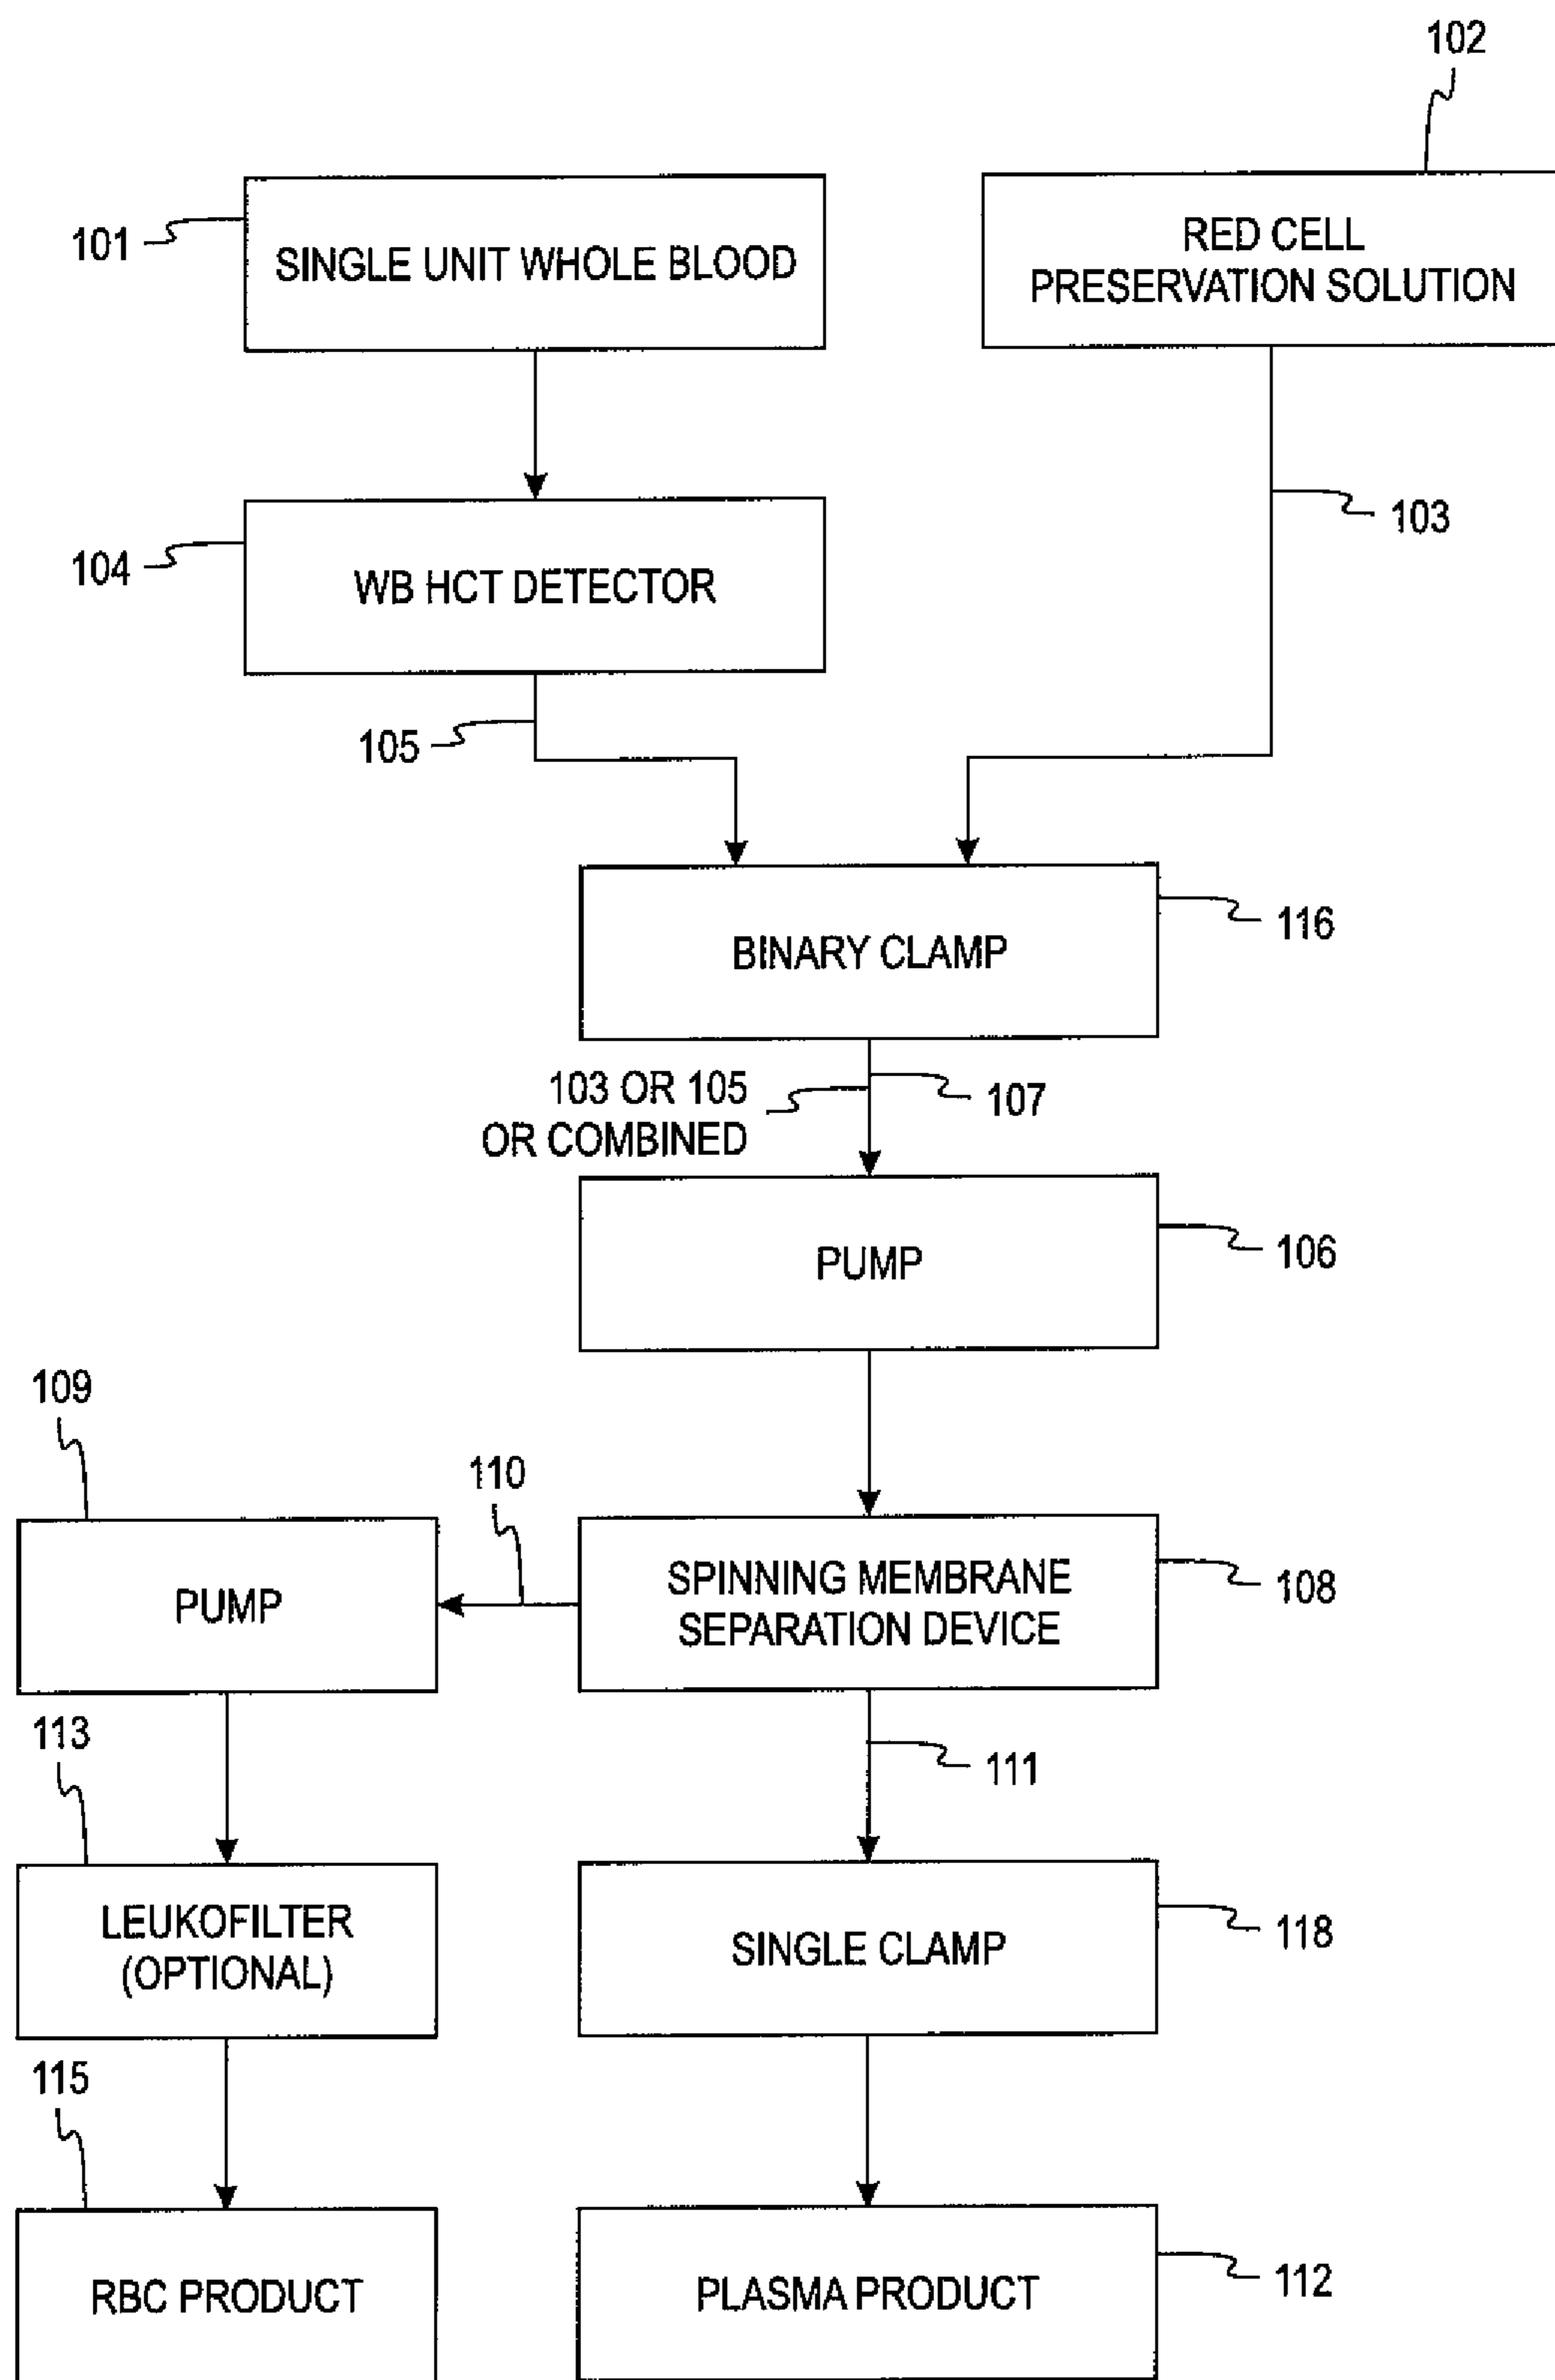 102
101
SINGLE UNIT WHOLE BLOOD
RED CELL
PRESERVATION SOLUTION
103
104
WB HCT DETECTOR
105
BINARY CLAMP
116
103 OR 105
OR COMBINED
107
PUMP
106
109
110
PUMP
SPINNING MEMBRANE
SEPARATION DEVICE
108
113
111
LEUKOFILTER
(OPTIONAL)
SINGLE CLAMP
118
115
RBC PRODUCT
PLASMA PRODUCT
112